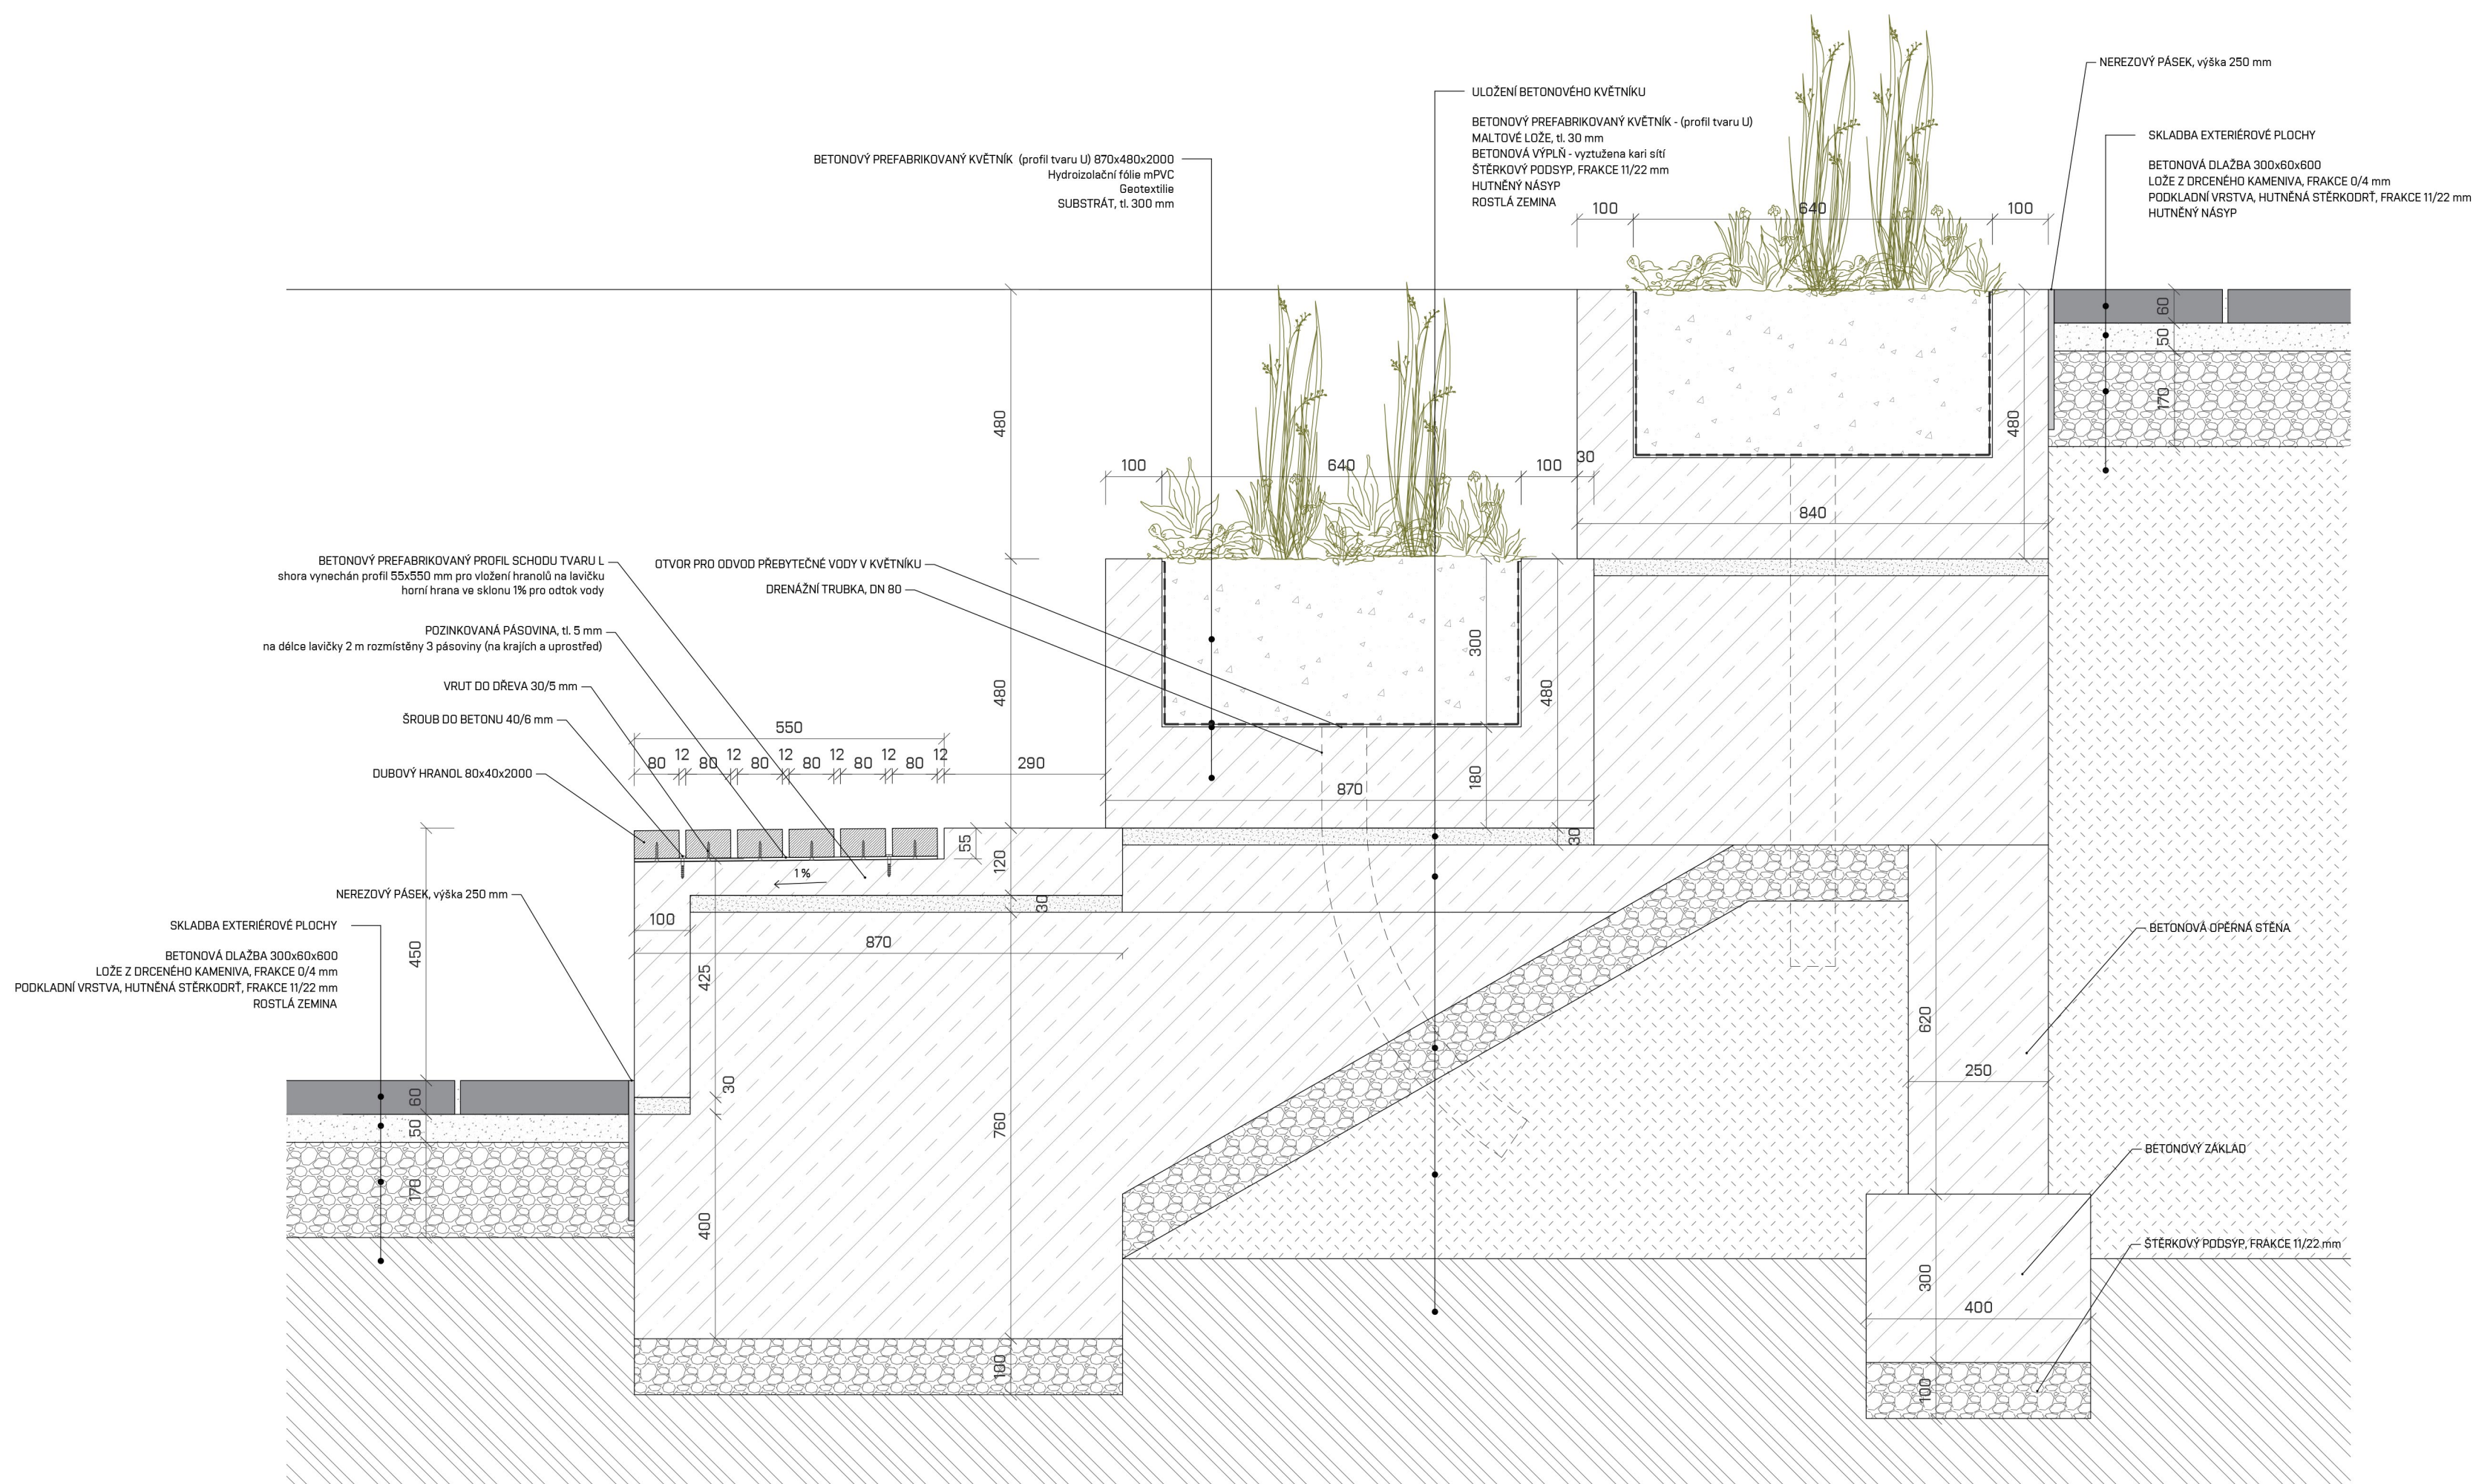 NEREZOVÝ PÁSEK, výška 250 mm
ULOŽENÍ BETONOVÉHO KVĚTNÍKU
BETONOVÝ PREFABRIKOVANÝ KVĚTNÍK - (profil tvaru U)
MALTOVÉ LOŽE, tl. 30 mm
BETONOVÁ VÝPLŇ - vyztužena kari sítí
ŠTĚRKOVÝ PODSYP, FRAKCE 11/22 mm
HUTNĚNÝ NÁSYP
ROSTLÁ ZEMINA
SKLADBA EXTERIÉROVÉ PLOCHY
BETONOVÁ DLAŽBA 300x60x600
LOŽE Z DRCENÉHO KAMENIVA, FRAKCE 0/4 mm
PODKLADNÍ VRSTVA, HUTNĚNÁ STĚRKODRŤ, FRAKCE 11/22 mm
HUTNĚNÝ NÁSYP
BETONOVÝ PREFABRIKOVANÝ KVĚTNÍK (profil tvaru U) 870x480x2000
Hydroizolační fólie mPVC
Geotextilie
SUBSTRÁT, tl. 300 mm
100
640
100
60
50
170
480
480
840
100
640
100
30
BETONOVÝ PREFABRIKOVANÝ PROFIL SCHODU TVARU L
shora vynechán profil 55x550 mm pro vložení hranolů na lavičku
horní hrana ve sklonu 1% pro odtok vody
OTVOR PRO ODVOD PŘEBYTEČNÉ VODY V KVĚTNÍKU
DRENÁŽNÍ TRUBKA, DN 80
POZINKOVANÁ PÁSOVINA, tl. 5 mm
na délce lavičky 2 m rozmístěny 3 pásoviny (na krajích a uprostřed)
VRUT DO DŘEVA 30/5 mm
ŠROUB DO BETONU 40/6 mm
DUBOVÝ HRANOL 80x40x2000
480
300
480
180
870
30
550
80 12 80 12 80 12 80 12 80 12 80 12
290
55
120
30
1 %
NEREZOVÝ PÁSEK, výška 250 mm
SKLADBA EXTERIÉROVÉ PLOCHY
BETONOVÁ DLAŽBA 300x60x600
LOŽE Z DRCENÉHO KAMENIVA, FRAKCE 0/4 mm
PODKLADNÍ VRSTVA, HUTNĚNÁ STĚRKODRŤ, FRAKCE 11/22 mm
ROSTLÁ ZEMINA
450
60
50
170
100
870
425
30
400
760
100
620
250
300
400
100
BETONOVÁ OPĚRNÁ STĚNA
BETONOVÝ ZÁKLAD
ŠTĚRKOVÝ PODSYP, FRAKCE 11/22 mm